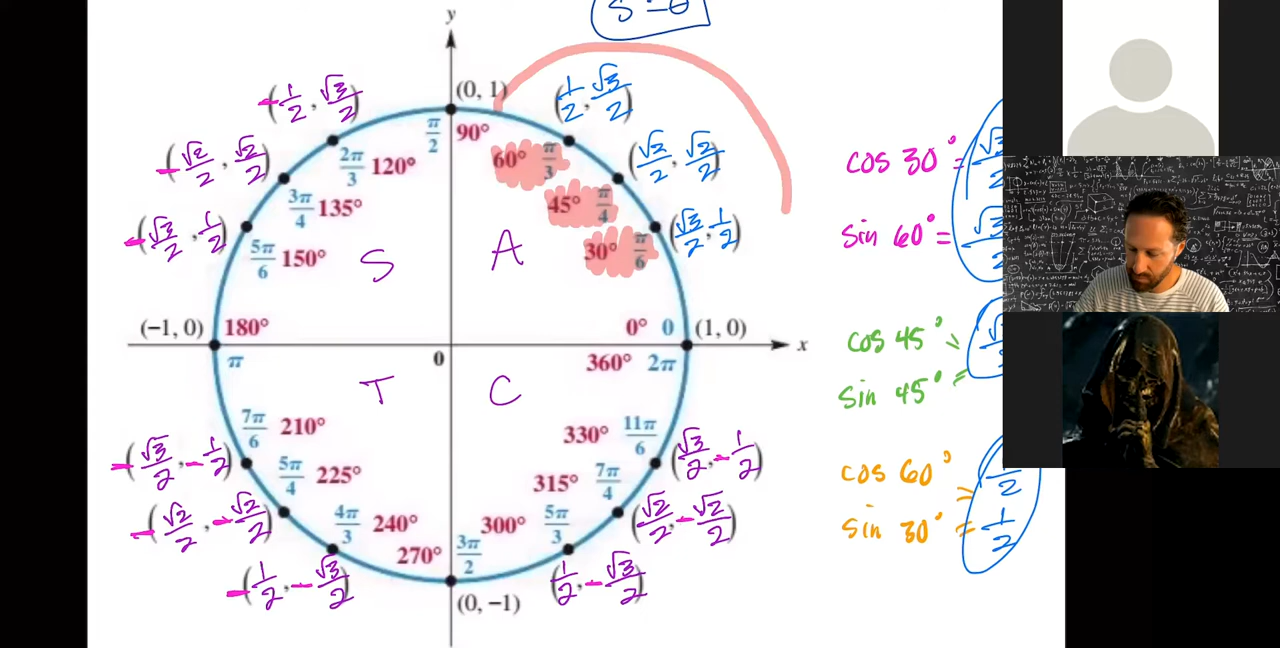 y
s = θ
(0, 1)
-(1/2, √3/2)
(1/2, √3/2)
π/2 90°
-(√2/2, √2/2)
2π/3 120°
60° π/3
(√2/2, √2/2)
cos 30° = √3/2
3π/4 135°
45° π/4
-(√3/2, 1/2)
(√3/2, 1/2)
sin 60° = √3/2
5π/6 150°
S
A
30° π/6
(-1, 0)
180°
0° 0
(1, 0)
x
π
0
360° 2π
cos 45° =
sin 45° =
T
C
7π/6 210°
330° 11π/6
-(√3/2, -1/2)
(√3/2, -1/2)
5π/4 225°
315° 7π/4
cos 60° = 1/2
-(√2/2, -√2/2)
(√2/2, -√2/2)
4π/3 240°
300° 5π/3
sin 30° = 1/2
270° 3π/2
-(1/2, -√3/2)
(1/2, -√3/2)
(0, -1)